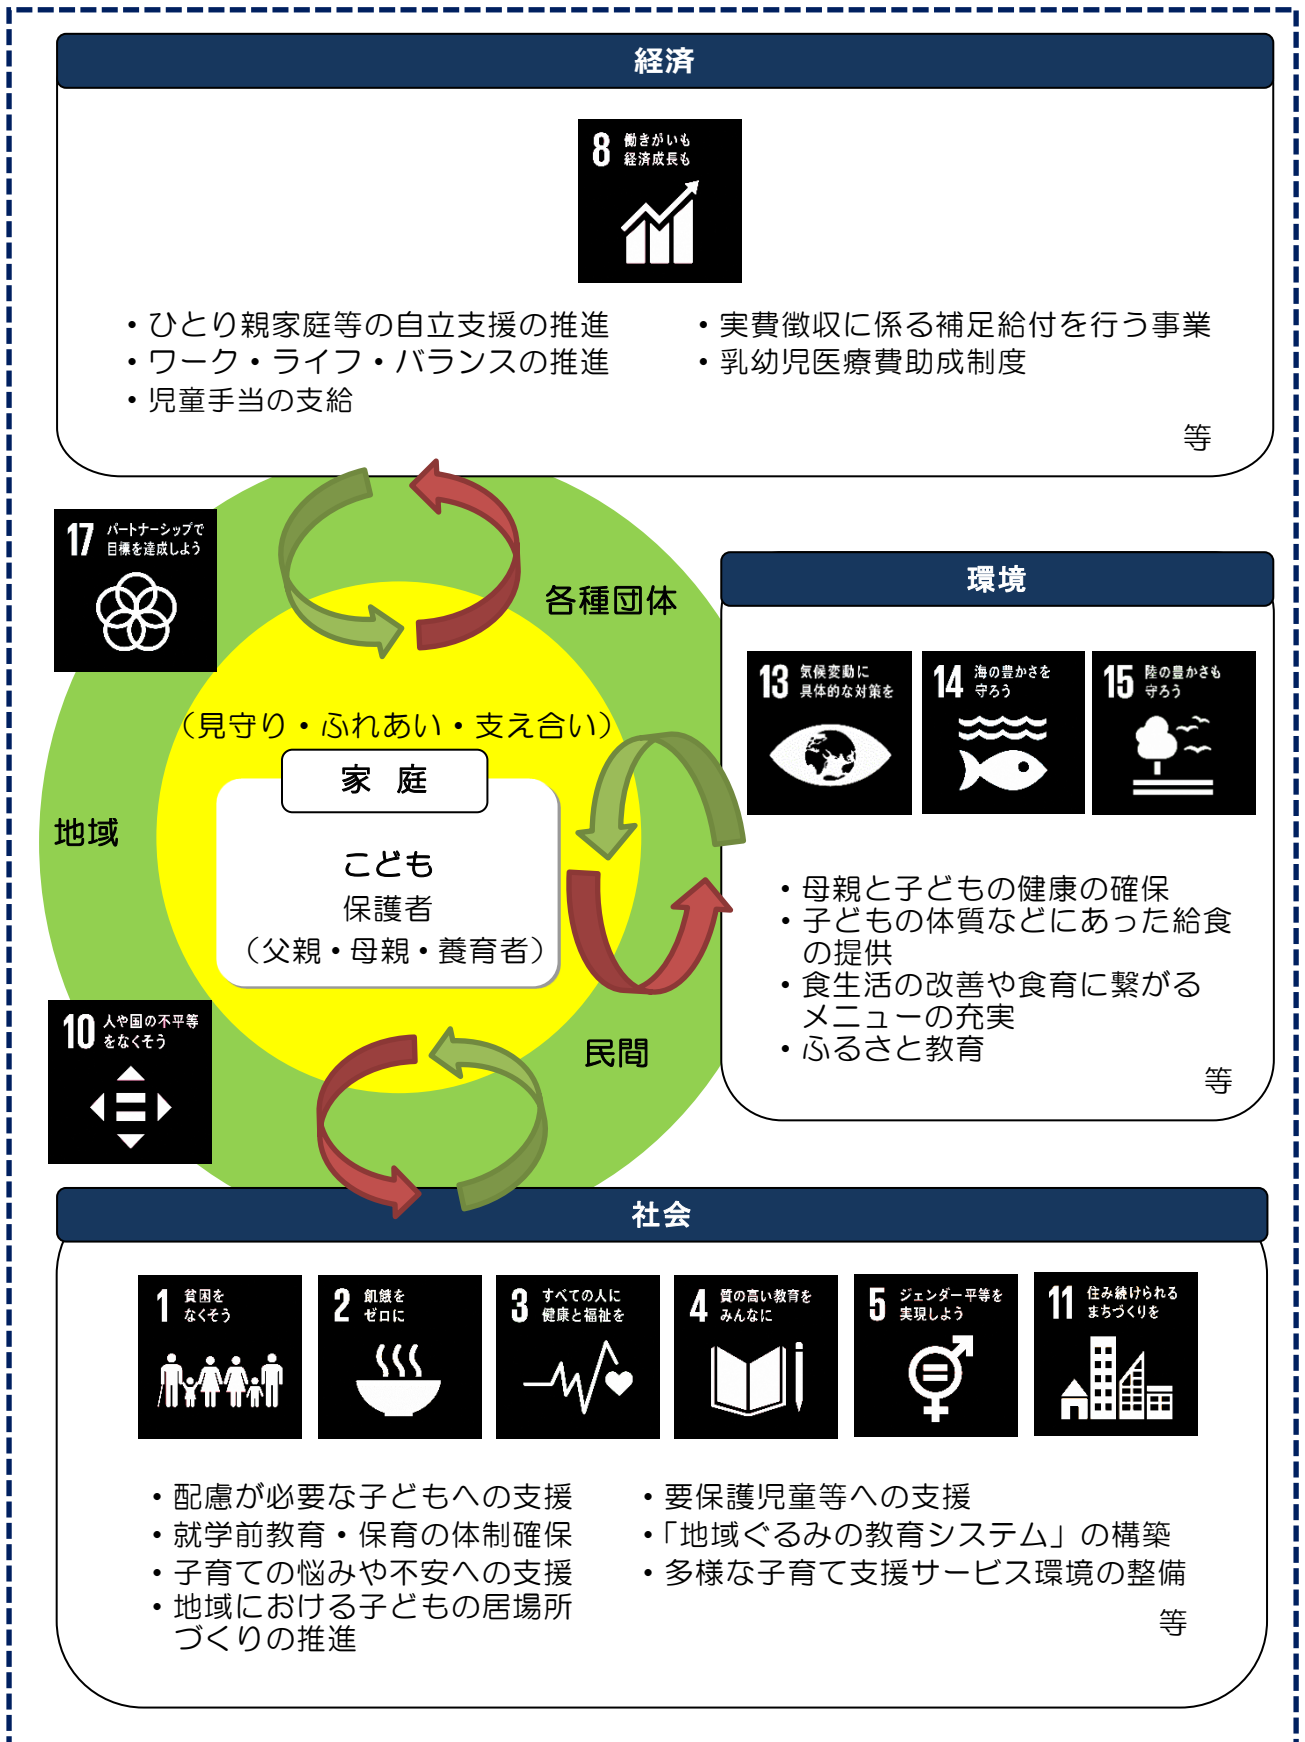 経済
8 働きがいも
経済成長も
・ひとり親家庭等の自立支援の推進
・ワーク・ライフ・バランスの推進
・児童手当の支給
・実費徴収に係る補足給付を行う事業
・乳幼児医療費助成制度
等
17 パートナーシップで
目標を達成しよう
各種団体
(見守り・ふれあい・支え合い)
家 庭
地域
こども
保護者
(父親・母親・養育者)
民間
10 人や国の不平等
をなくそう
環境
13 気候変動に
具体的な対策を
14 海の豊かさを
守ろう
15 陸の豊かさも
守ろう
・母親と子どもの健康の確保
・子どもの体質などにあった給食
の提供
・食生活の改善や食育に繋がる
メニューの充実
・ふるさと教育
等
社会
1 貧困を
なくそう
2 飢餓を
ゼロに
3 すべての人に
健康と福祉を
4 質の高い教育を
みんなに
5 ジェンダー平等を
実現しよう
11 住み続けられる
まちづくりを
・配慮が必要な子どもへの支援
・就学前教育・保育の体制確保
・子育ての悩みや不安への支援
・地域における子どもの居場所
づくりの推進
・要保護児童等への支援
・「地域ぐるみの教育システム」の構築
・多様な子育て支援サービス環境の整備
等